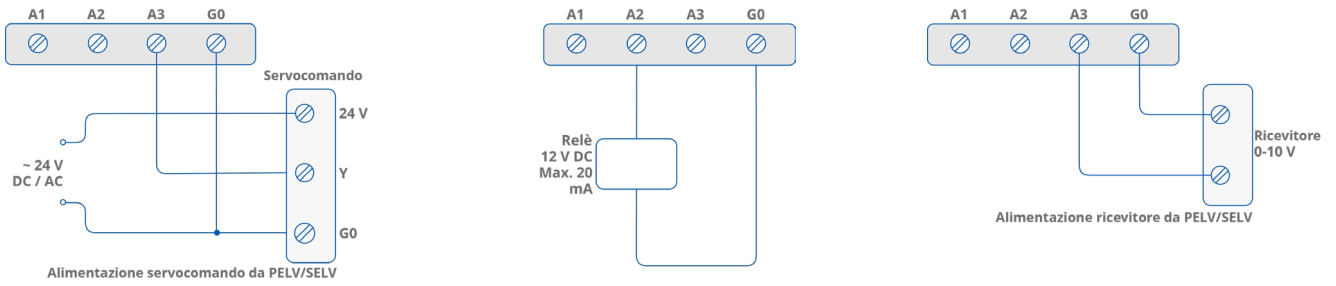 A1 A2 A3 G0
Servocomando
24 V
~ 24 V
DC / AC
Y
G0
Alimentazione servocomando da PELV/SELV
A1 A2 A3 G0
Relè
12 V DC
Max. 20
mA
A1 A2 A3 G0
Ricevitore
0-10 V
Alimentazione ricevitore da PELV/SELV